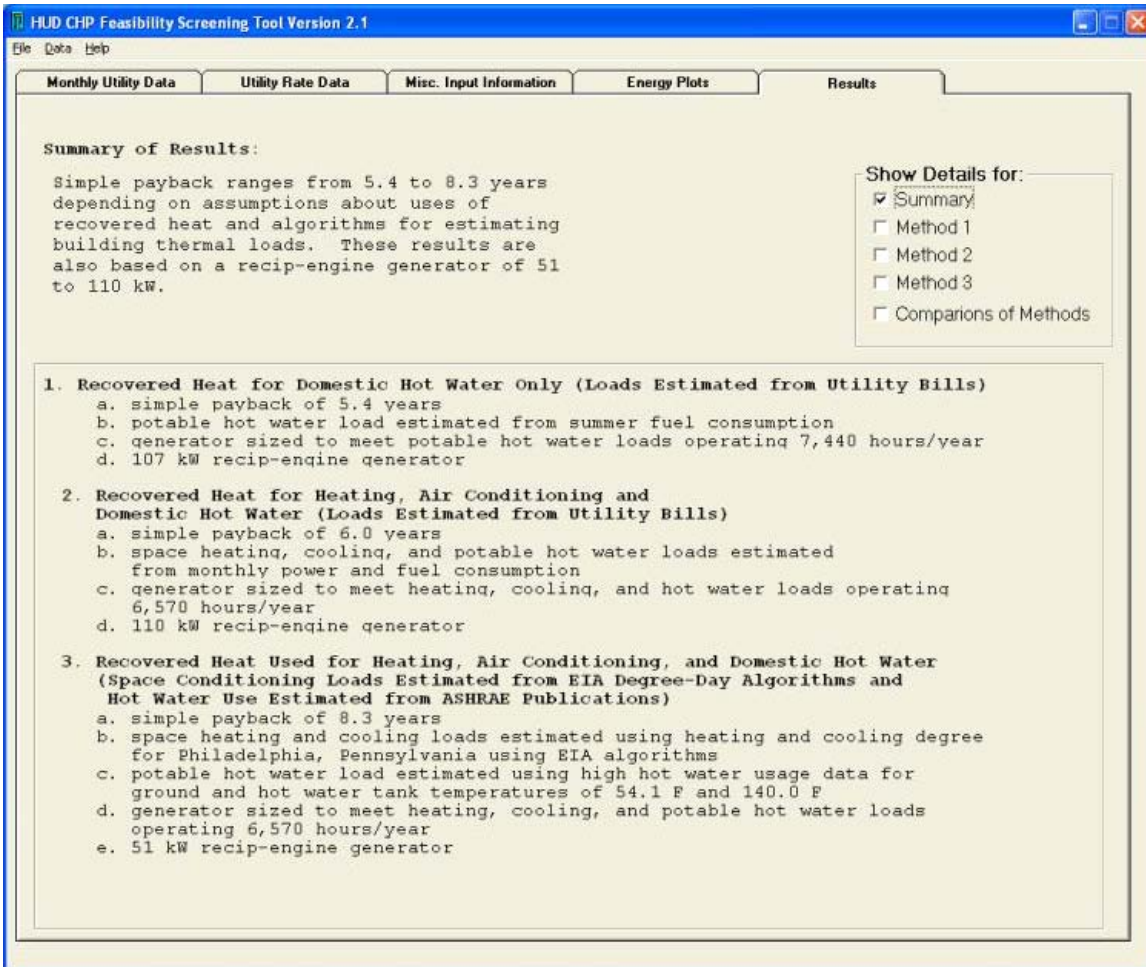 HUD CHP Feasibility Screening Tool Version 2.1
File Data Help
Monthly Utility Data Utility Rate Data Misc. Input Information Energy Plots Results
Summary of Results:
Simple payback ranges from 5.4 to 8.3 years
depending on assumptions about uses of
recovered heat and algorithms for estimating
building thermal loads. These results are
also based on a recip-engine generator of 51
to 110 kW.
Show Details for:
Summary
Method 1
Method 2
Method 3
Comparions of Methods
1. Recovered Heat for Domestic Hot Water Only (Loads Estimated from Utility Bills)
a. simple payback of 5.4 years
b. potable hot water load estimated from summer fuel consumption
c. generator sized to meet potable hot water loads operating 7,440 hours/year
d. 107 kW recip-engine generator
2. Recovered Heat for Heating, Air Conditioning and
Domestic Hot Water (Loads Estimated from Utility Bills)
a. simple payback of 6.0 years
b. space heating, cooling, and potable hot water loads estimated
from monthly power and fuel consumption
c. generator sized to meet heating, cooling, and hot water loads operating
6,570 hours/year
d. 110 kW recip-engine generator
3. Recovered Heat Used for Heating, Air Conditioning, and Domestic Hot Water
(Space Conditioning Loads Estimated from EIA Degree-Day Algorithms and
Hot Water Use Estimated from ASHRAE Publications)
a. simple payback of 8.3 years
b. space heating and cooling loads estimated using heating and cooling degree
for Philadelphia, Pennsylvania using EIA algorithms
c. potable hot water load estimated using high hot water usage data for
ground and hot water tank temperatures of 54.1 F and 140.0 F
d. generator sized to meet heating, cooling, and potable hot water loads
operating 6,570 hours/year
e. 51 kW recip-engine generator